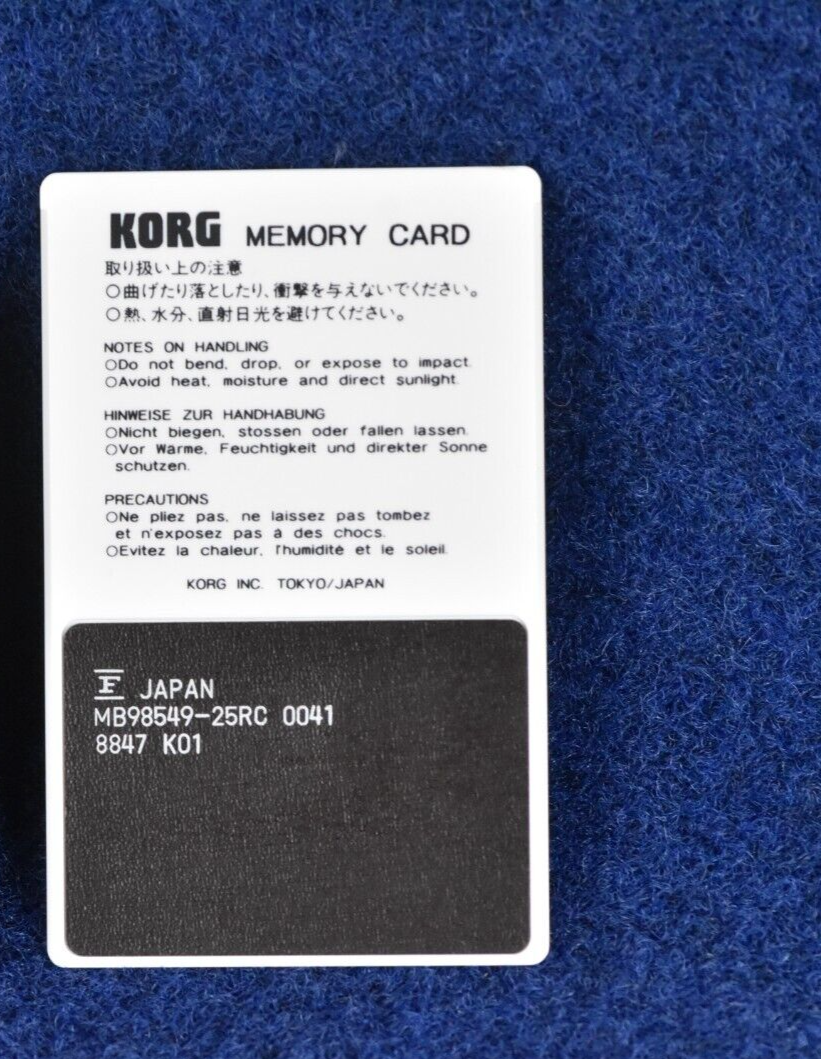 KORG MEMORY CARD
取り扱い上の注意
○曲げたり落としたり、衝撃を与えないでください。
○熱、水分、直射日光を避けてください。
NOTES ON HANDLING
○Do not bend, drop, or expose to impact.
○Avoid heat, moisture and direct sunlight.
HINWEISE ZUR HANDHABUNG
○Nicht biegen, stossen oder fallen lassen.
○Vor Wärme, Feuchtigkeit und direkter Sonne
schutzen.
PRECAUTIONS
○Ne pliez pas, ne laissez pas tombez
et n'exposez pas á des chocs.
○Evitez la chaleur, l'humidité et le soleil.
KORG INC. TOKYO/JAPAN
F JAPAN
MB98549-25RC 0041
8847 K01